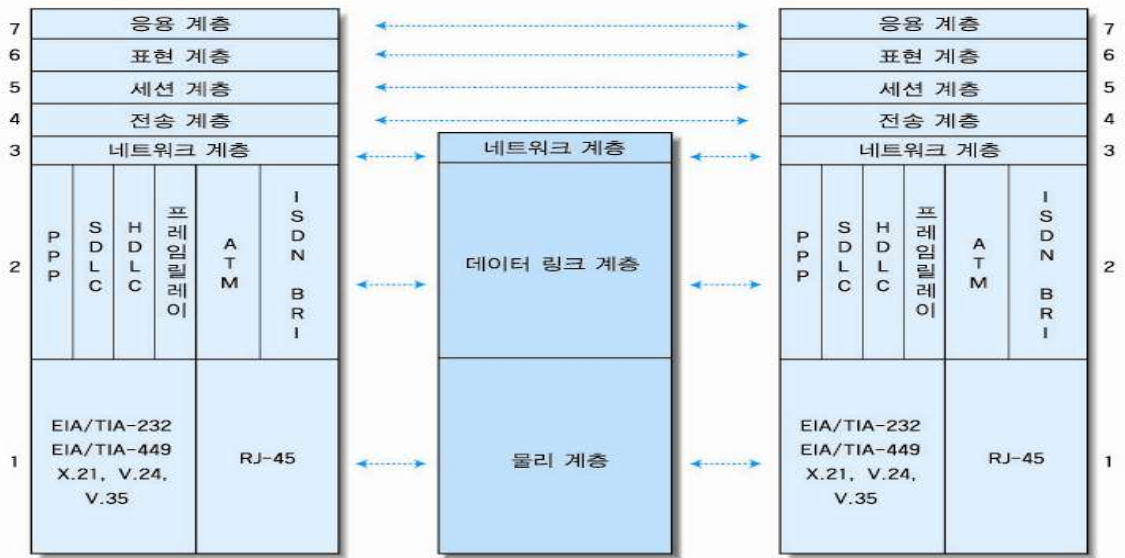 7
응용 계층
6
표현 계층
5
세션 계층
4
전송 계층
3
네트워크 계층
2
PPP
SDLC
HDLC
프레임릴레이
ATM
ISDN BRI
1
EIA/TIA-232
EIA/TIA-449
X.21, V.24,
V.35
RJ-45
네트워크 계층
데이터 링크 계층
물리 계층
응용 계층
7
표현 계층
6
세션 계층
5
전송 계층
4
네트워크 계층
3
PPP
SDLC
HDLC
프레임릴레이
ATM
ISDN BRI
2
EIA/TIA-232
EIA/TIA-449
X.21, V.24,
V.35
RJ-45
1